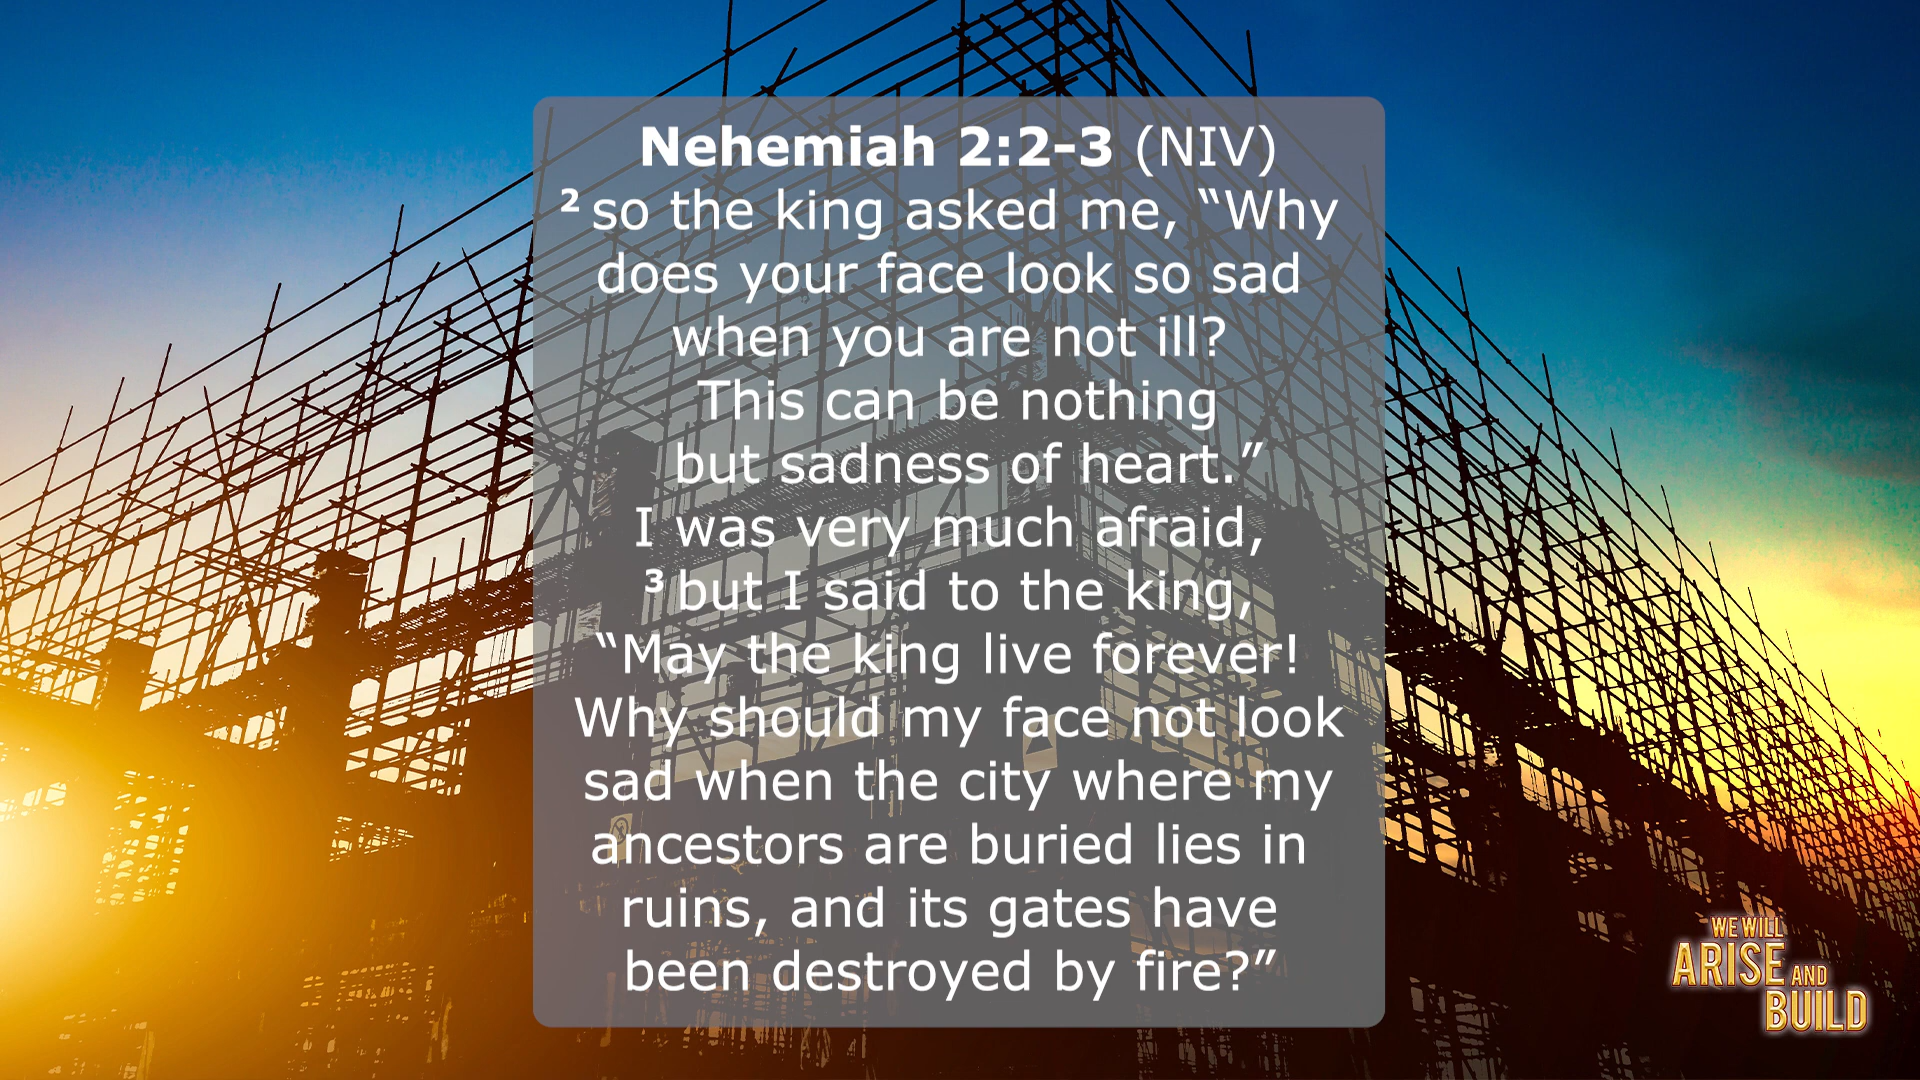 Nehemiah 2:2-3 (NIV)
² so the king asked me, “Why
does your face look so sad
when you are not ill?
This can be nothing
but sadness of heart.”
I was very much afraid,
³ but I said to the king,
“May the king live forever!
Why should my face not look
sad when the city where my
ancestors are buried lies in
ruins, and its gates have
been destroyed by fire?”
WE WILL
ARISE AND
BUILD